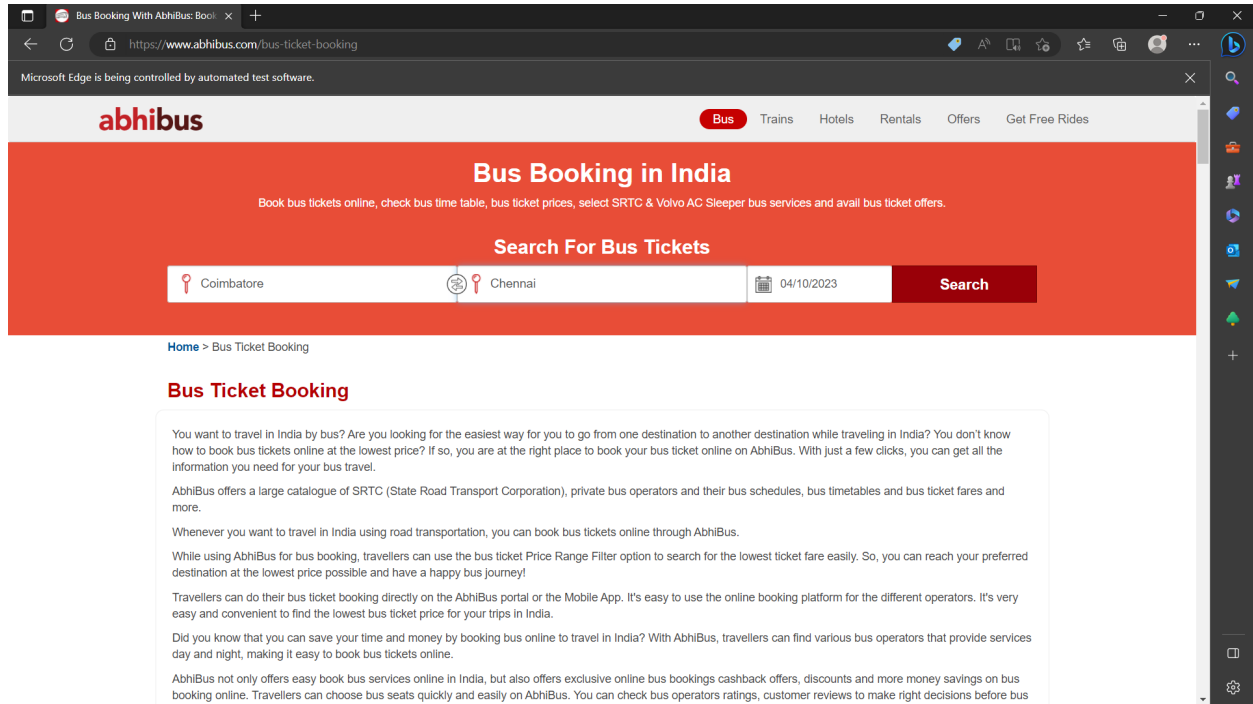 Bus Booking With AbhiBus: Book
https://www.abhibus.com/bus-ticket-booking
Microsoft Edge is being controlled by automated test software.
abhibus
Bus Trains Hotels Rentals Offers Get Free Rides
Bus Booking in India
Book bus tickets online, check bus time table, bus ticket prices, select SRTC & Volvo AC Sleeper bus services and avail bus ticket offers.
Search For Bus Tickets
Coimbatore Chennai 04/10/2023 Search
Home > Bus Ticket Booking
Bus Ticket Booking
You want to travel in India by bus? Are you looking for the easiest way for you to go from one destination to another destination while traveling in India? You don't know
how to book bus tickets online at the lowest price? If so, you are at the right place to book your bus ticket online on AbhiBus. With just a few clicks, you can get all the
information you need for your bus travel.
AbhiBus offers a large catalogue of SRTC (State Road Transport Corporation), private bus operators and their bus schedules, bus timetables and bus ticket fares and
more.
Whenever you want to travel in India using road transportation, you can book bus tickets online through AbhiBus.
While using AbhiBus for bus booking, travellers can use the bus ticket Price Range Filter option to search for the lowest ticket fare easily. So, you can reach your preferred
destination at the lowest price possible and have a happy bus journey!
Travellers can do their bus ticket booking directly on the AbhiBus portal or the Mobile App. It's easy to use the online booking platform for the different operators. It's very
easy and convenient to find the lowest bus ticket price for your trips in India.
Did you know that you can save your time and money by booking bus online to travel in India? With AbhiBus, travellers can find various bus operators that provide services
day and night, making it easy to book bus tickets online.
AbhiBus not only offers easy book bus services online in India, but also offers exclusive online bus bookings cashback offers, discounts and more money savings on bus
booking online. Travellers can choose bus seats quickly and easily on AbhiBus. You can check bus operators ratings, customer reviews to make right decisions before bus